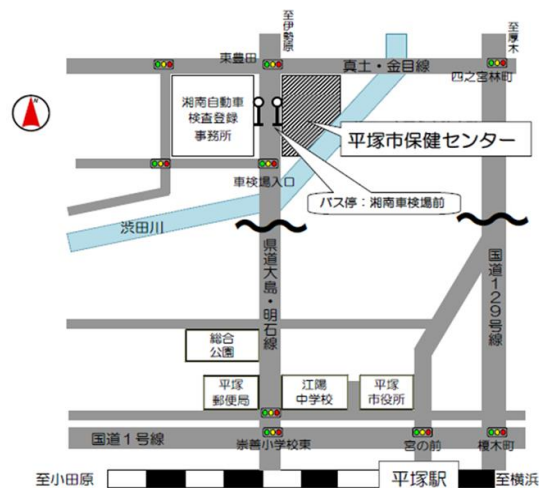 至伊勢原
至厚木
東豊田
真土・金目線
四之宮林町
N
湘南自動車
検査登録
事務所
平塚市保健センター
車検場入口
バス停：湘南車検場前
渋田川
県道大島・明石線
国道129号線
総合
公園
平塚
郵便局
江陽
中学校
平塚
市役所
国道1号線
崇善小学校東
宮の前
榎木町
至小田原
平塚駅
至横浜